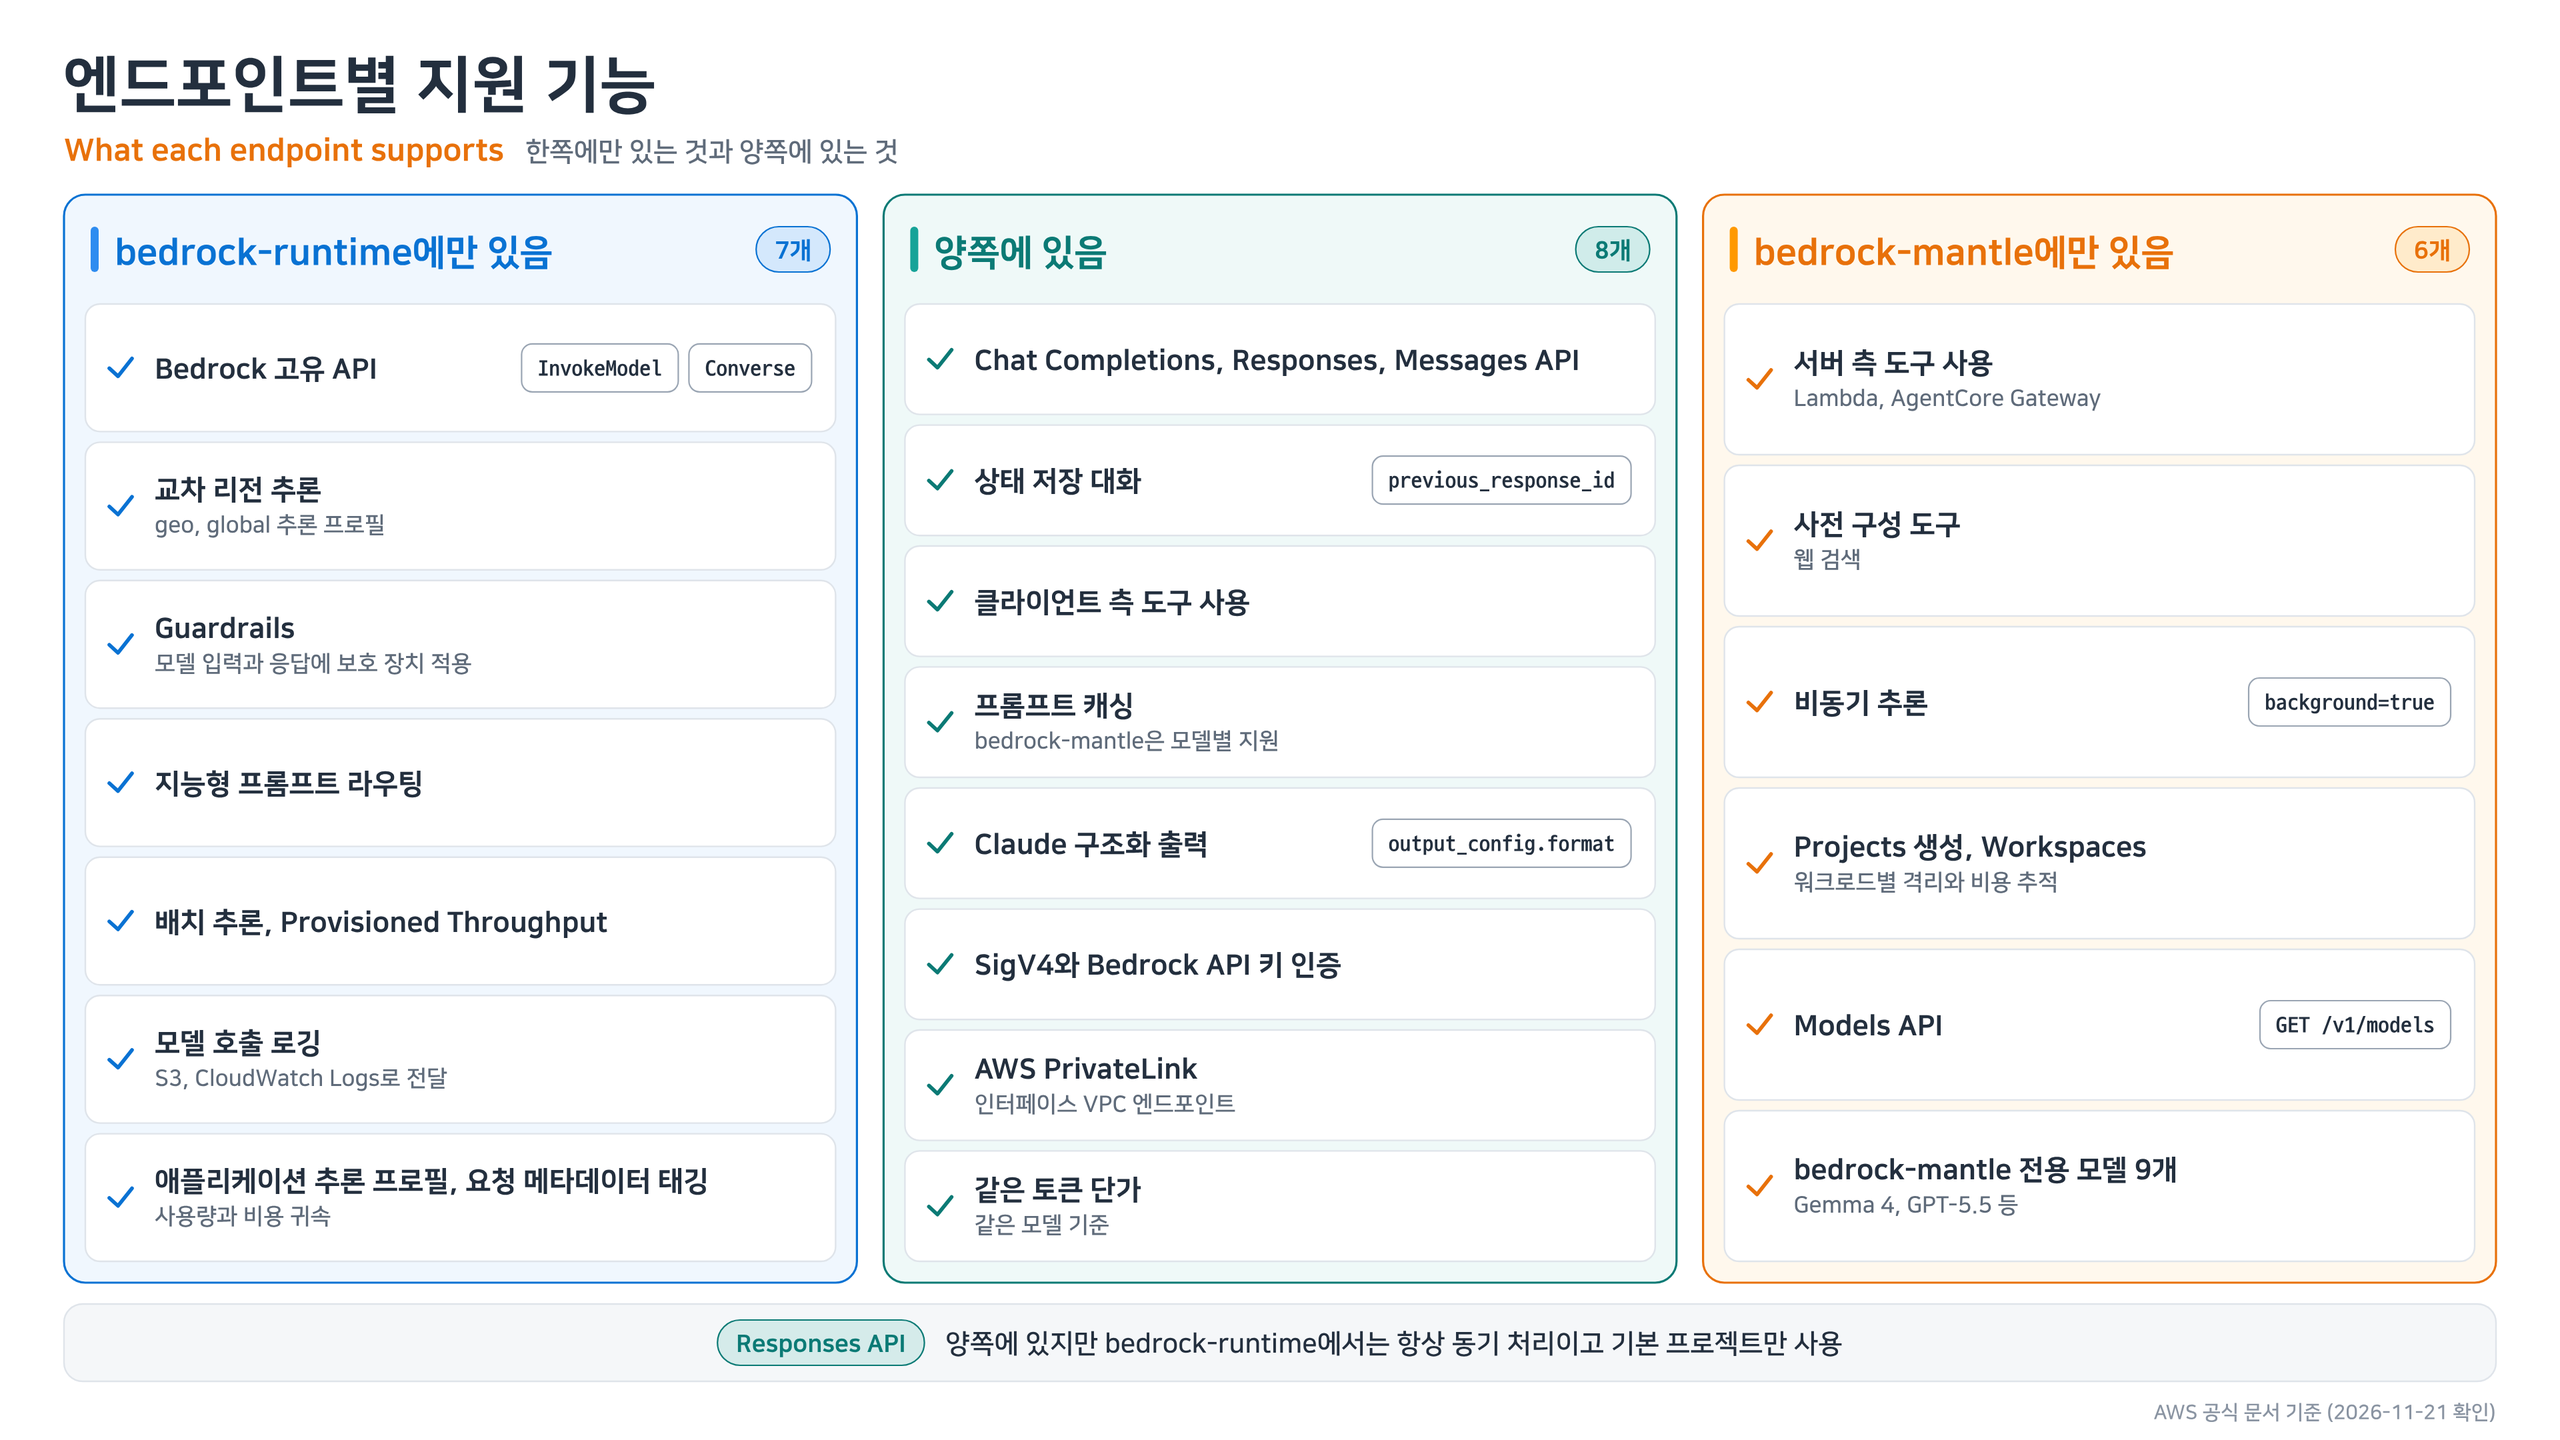 엔드포인트별 지원 기능
What each endpoint supports 한쪽에만 있는 것과 양쪽에 있는 것
bedrock-runtime에만 있음 7개
Bedrock 고유 API InvokeModel Converse
교차 리전 추론
geo, global 추론 프로필
Guardrails
모델 입력과 응답에 보호 장치 적용
지능형 프롬프트 라우팅
배치 추론, Provisioned Throughput
모델 호출 로깅
S3, CloudWatch Logs로 전달
애플리케이션 추론 프로필, 요청 메타데이터 태깅
사용량과 비용 귀속
양쪽에 있음 8개
Chat Completions, Responses, Messages API
상태 저장 대화 previous_response_id
클라이언트 측 도구 사용
프롬프트 캐싱
bedrock-mantle은 모델별 지원
Claude 구조화 출력 output_config.format
SigV4와 Bedrock API 키 인증
AWS PrivateLink
인터페이스 VPC 엔드포인트
같은 토큰 단가
같은 모델 기준
bedrock-mantle에만 있음 6개
서버 측 도구 사용
Lambda, AgentCore Gateway
사전 구성 도구
웹 검색
비동기 추론 background=true
Projects 생성, Workspaces
워크로드별 격리와 비용 추적
Models API GET /v1/models
bedrock-mantle 전용 모델 9개
Gemma 4, GPT-5.5 등
Responses API 양쪽에 있지만 bedrock-runtime에서는 항상 동기 처리이고 기본 프로젝트만 사용
AWS 공식 문서 기준 (2026-11-21 확인)